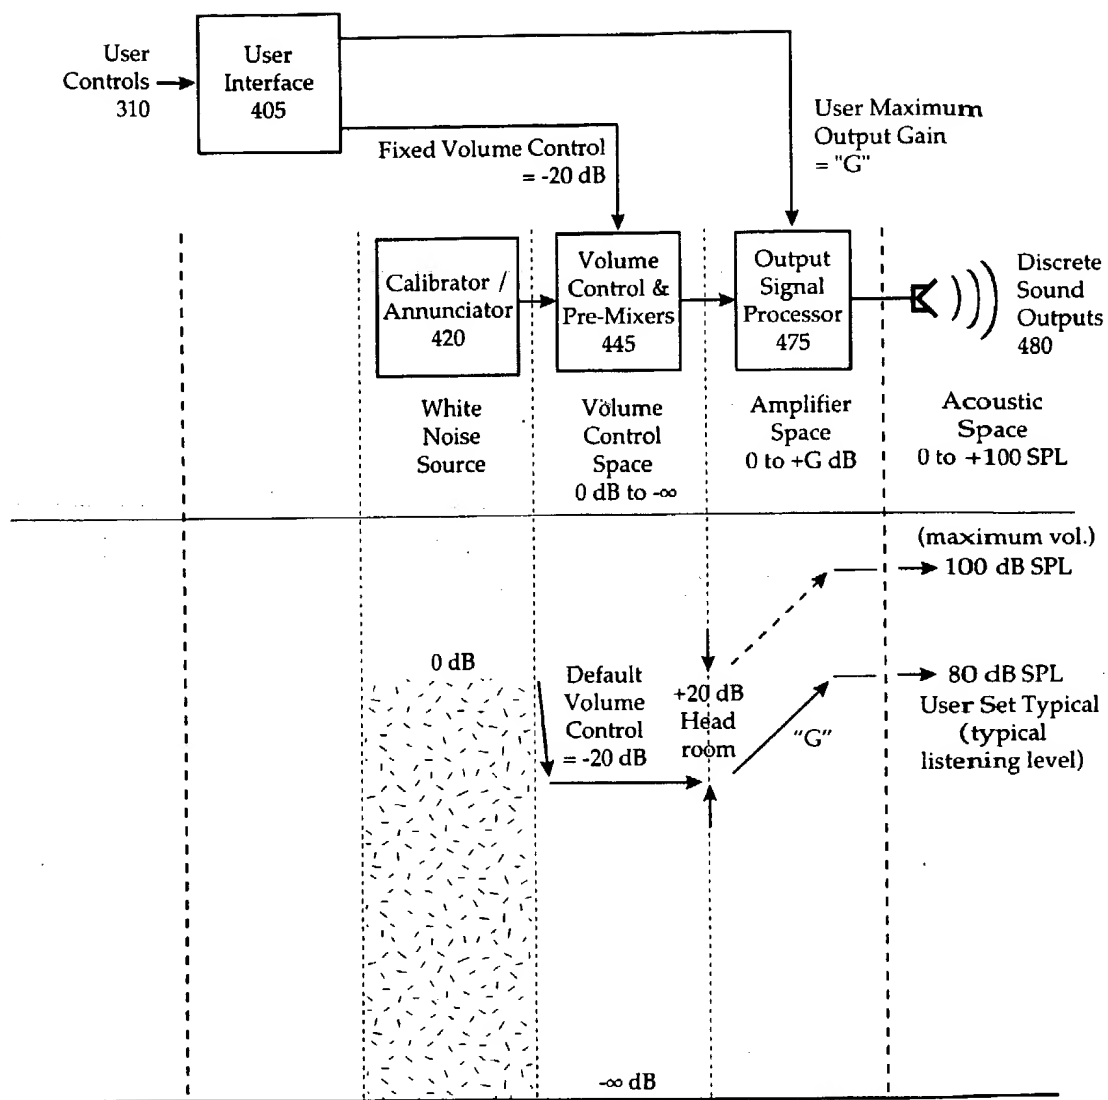 User
Controls
310
User
Interface
405
Fixed Volume Control
= -20 dB
User Maximum
Output Gain
= "G"
Calibrator /
Annunciator
420
Volume
Control &
Pre-Mixers
445
Output
Signal
Processor
475
Discrete
Sound
Outputs
480
White
Noise
Source
Volume
Control
Space
0 dB to -∞
Amplifier
Space
0 to +G dB
Acoustic
Space
0 to +100 SPL
(maximum vol.)
100 dB SPL
0 dB
Default
Volume
Control
= -20 dB
+20 dB
Head
room
"G"
80 dB SPL
User Set Typical
(typical
listening level)
-∞ dB